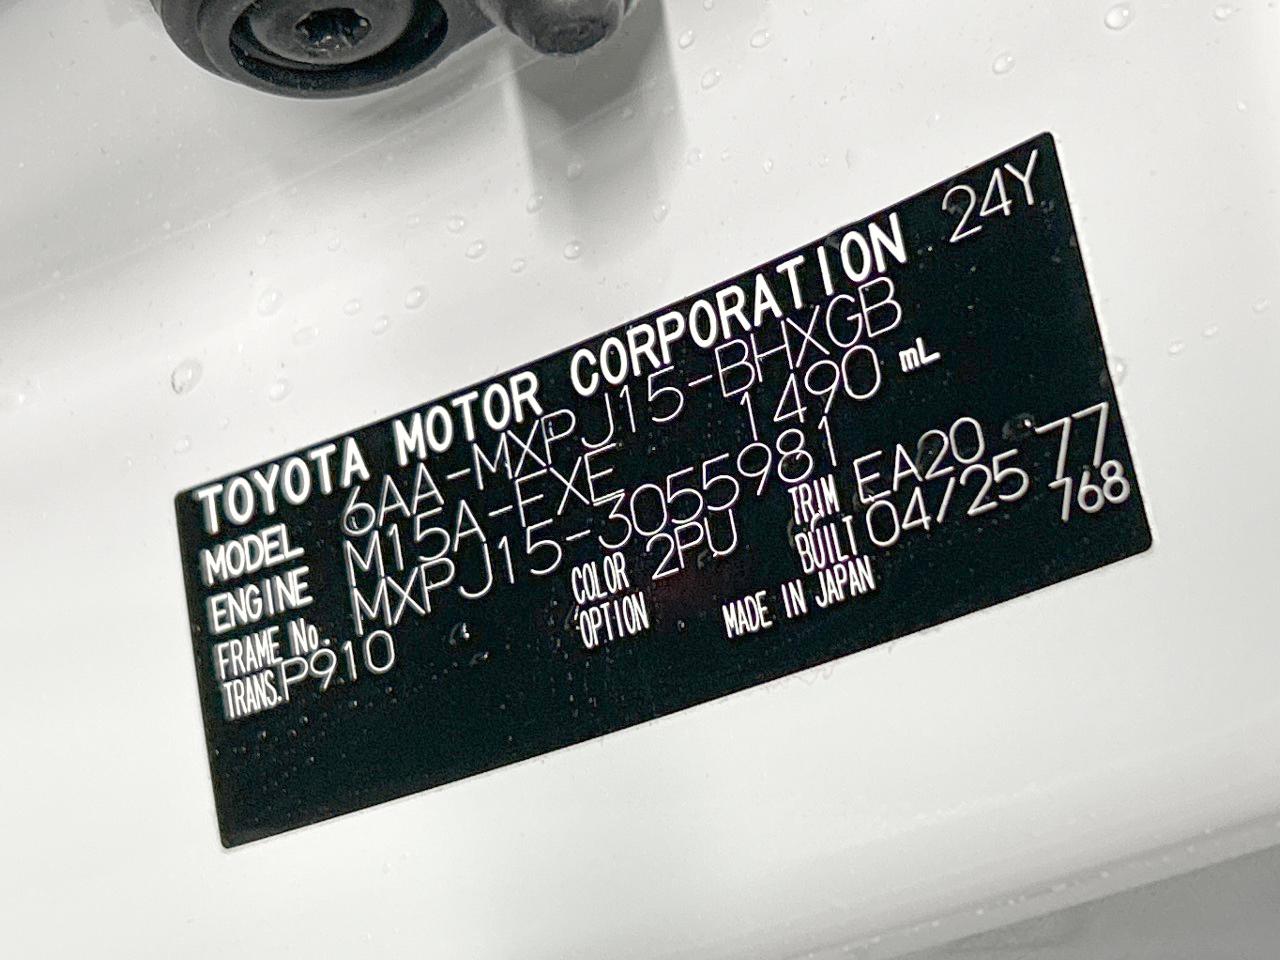 TOYOTA MOTOR CORPORATION 24Y
MODEL 6AA-MXPJ15-BHXGB
ENGINE M15A-FXE 1490 mL
FRAME No. MXPJ15-3055981
TRANS. P910 COLOR 2PU TRIM EA20 77
OPTION BUILT 04/25 768
MADE IN JAPAN